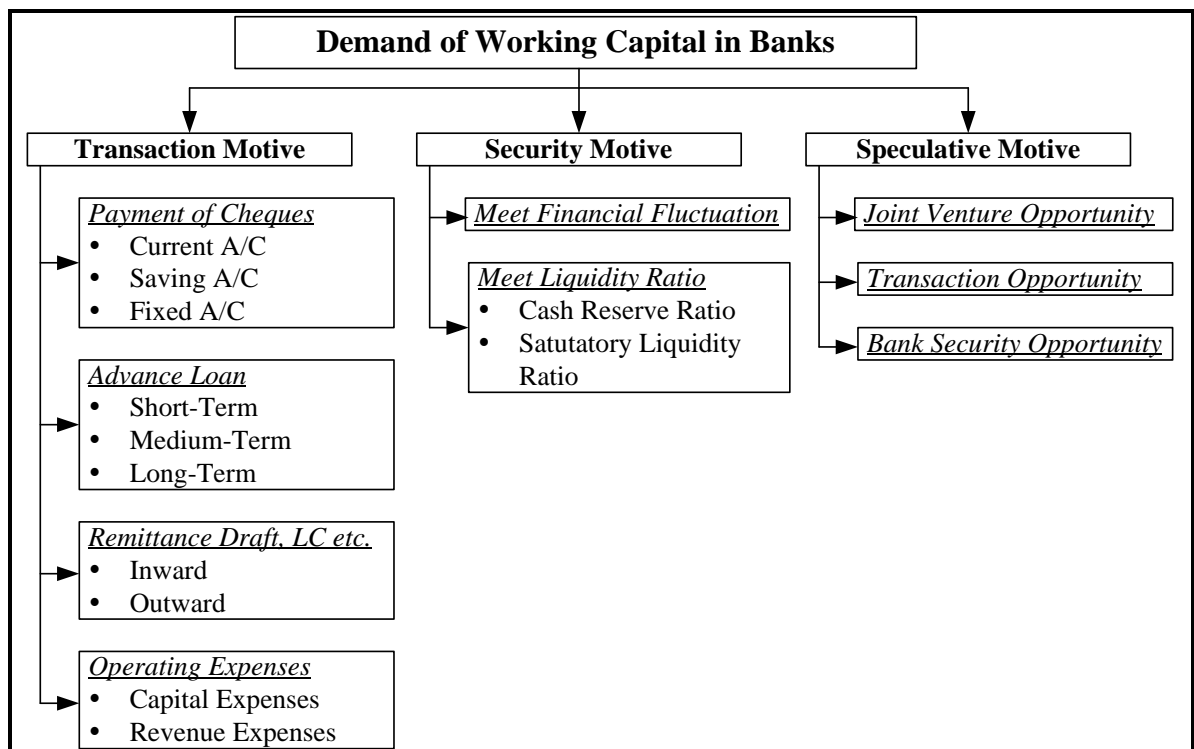 Demand of Working Capital in Banks
Transaction Motive
Payment of Cheques
• Current A/C
• Saving A/C
• Fixed A/C
Advance Loan
• Short-Term
• Medium-Term
• Long-Term
Remittance Draft, LC etc.
• Inward
• Outward
Operating Expenses
• Capital Expenses
• Revenue Expenses
Security Motive
Meet Financial Fluctuation
Meet Liquidity Ratio
• Cash Reserve Ratio
• Satutatory Liquidity
Ratio
Speculative Motive
Joint Venture Opportunity
Transaction Opportunity
Bank Security Opportunity